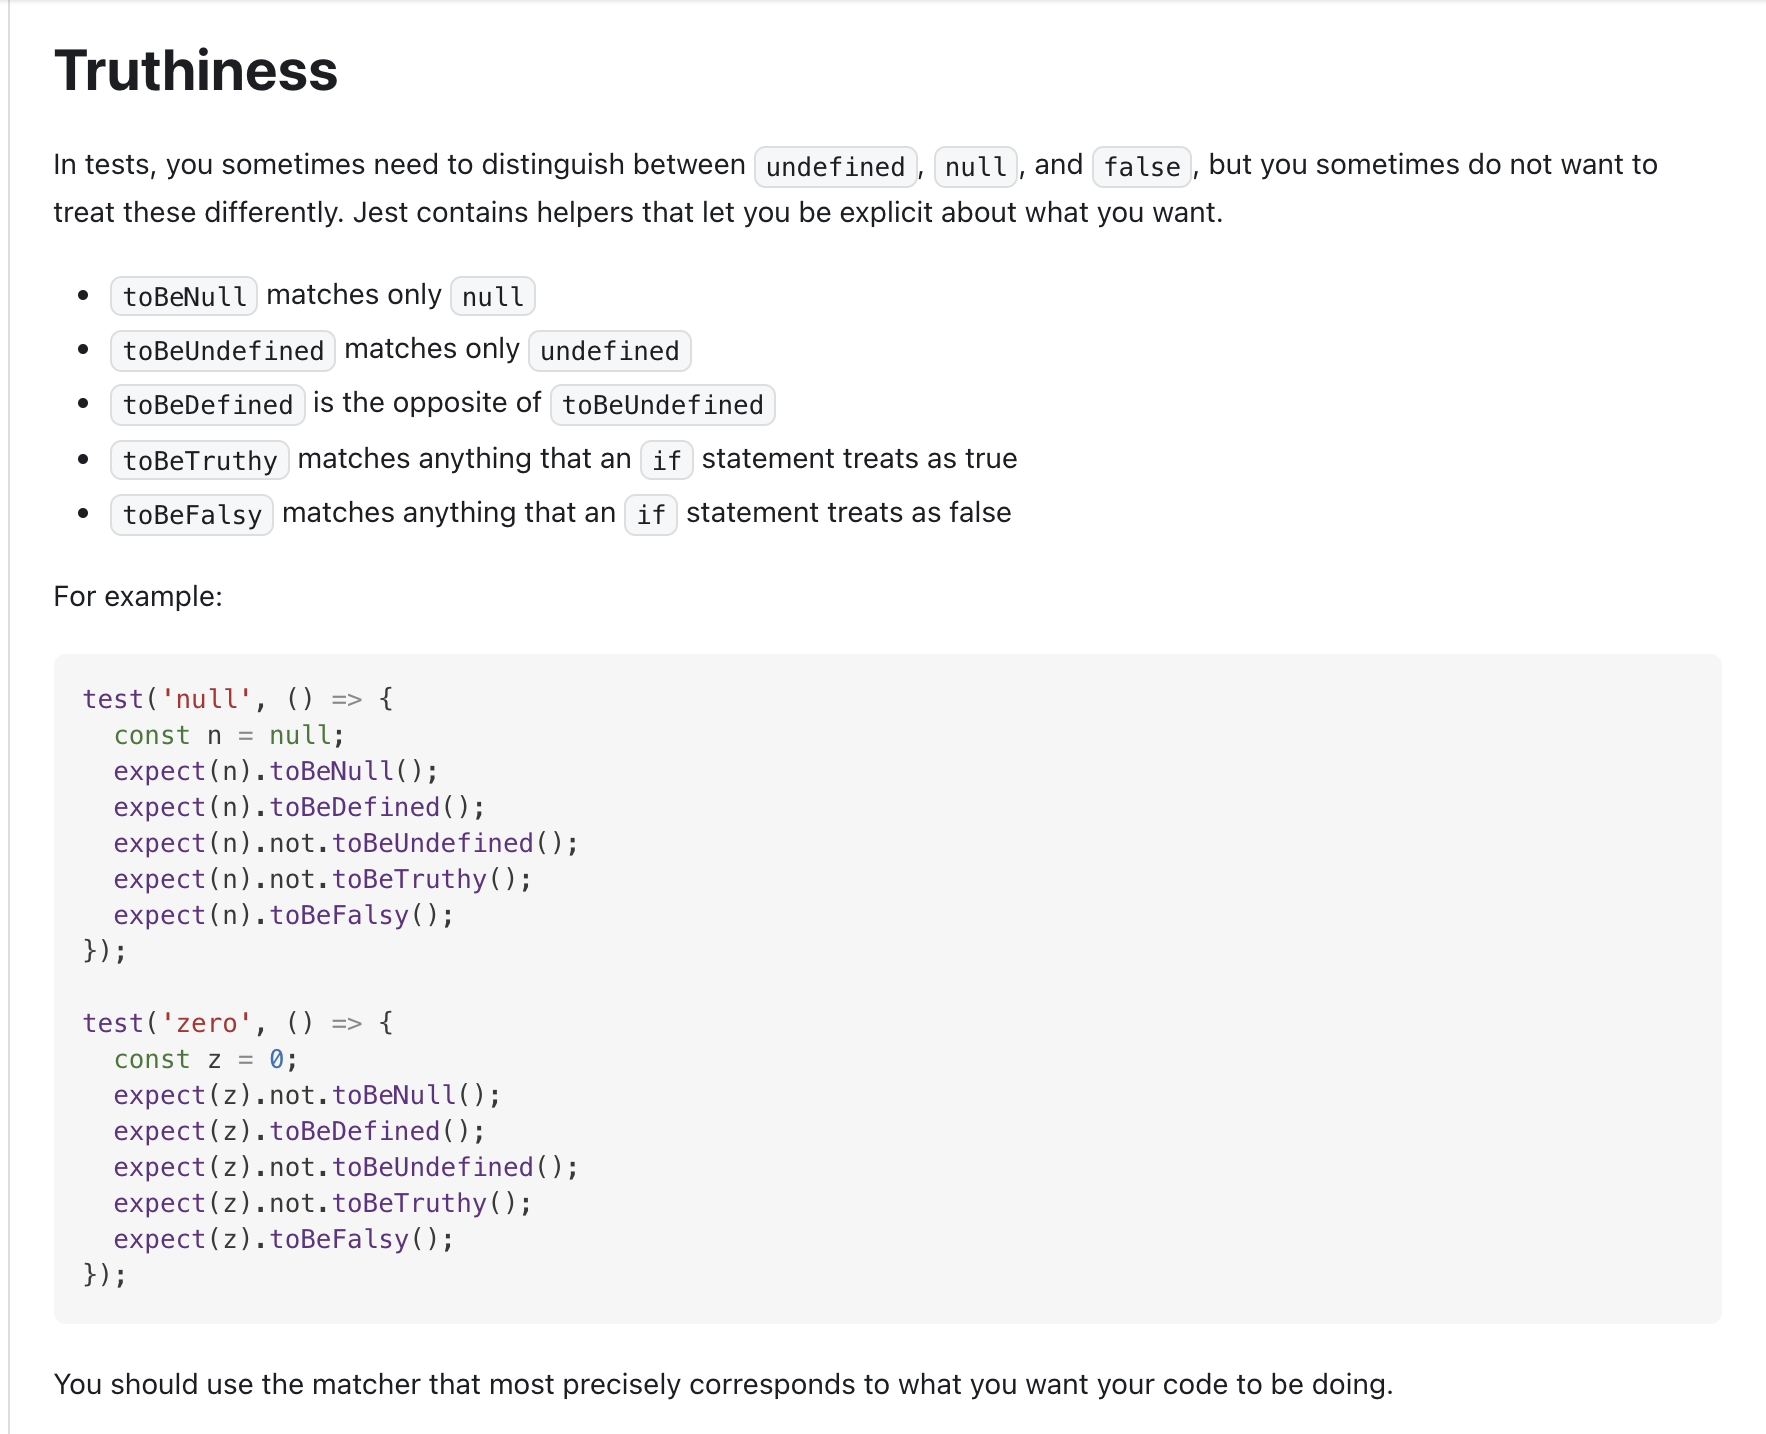 Truthiness
In tests, you sometimes need to distinguish between undefined, null, and false, but you sometimes do not want to
treat these differently. Jest contains helpers that let you be explicit about what you want.
• toBeNull matches only null
• toBeUndefined matches only undefined
• toBeDefined is the opposite of toBeUndefined
• toBeTruthy matches anything that an if statement treats as true
• toBeFalsy matches anything that an if statement treats as false
For example:
test('null', () => {
  const n = null;
  expect(n).toBeNull();
  expect(n).toBeDefined();
  expect(n).not.toBeUndefined();
  expect(n).not.toBeTruthy();
  expect(n).toBeFalsy();
});

test('zero', () => {
  const z = 0;
  expect(z).not.toBeNull();
  expect(z).toBeDefined();
  expect(z).not.toBeUndefined();
  expect(z).not.toBeTruthy();
  expect(z).toBeFalsy();
});
You should use the matcher that most precisely corresponds to what you want your code to be doing.